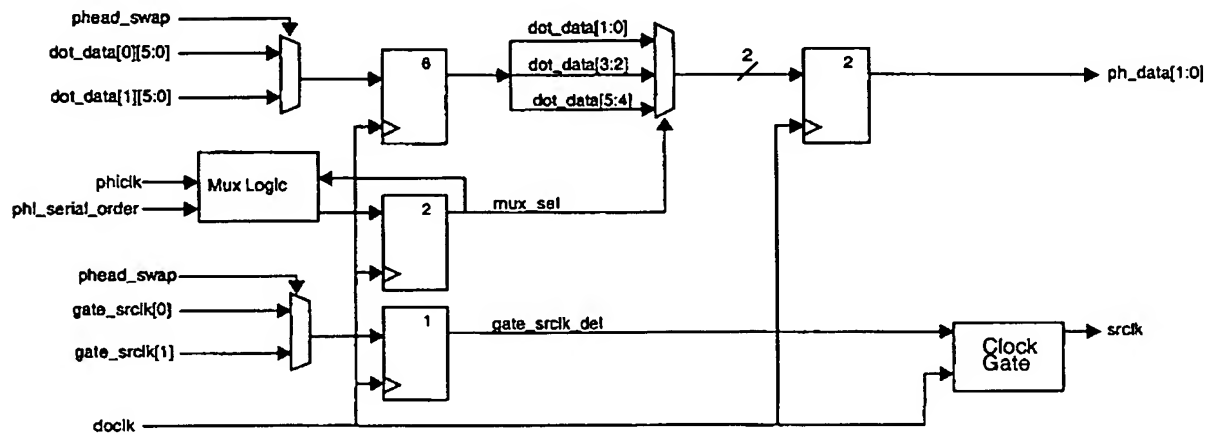 phead_swap
dot_data[0][5:0]
dot_data[1][5:0]
6
dot_data[1:0]
dot_data[3:2]
dot_data[5:4]
2
2
ph_data[1:0]
phiclk
phi_serial_order
Mux Logic
2
mux_sel
phead_swap
gate_srclk[0]
gate_srclk[1]
1
gate_srclk_del
Clock
Gate
srclk
doclk